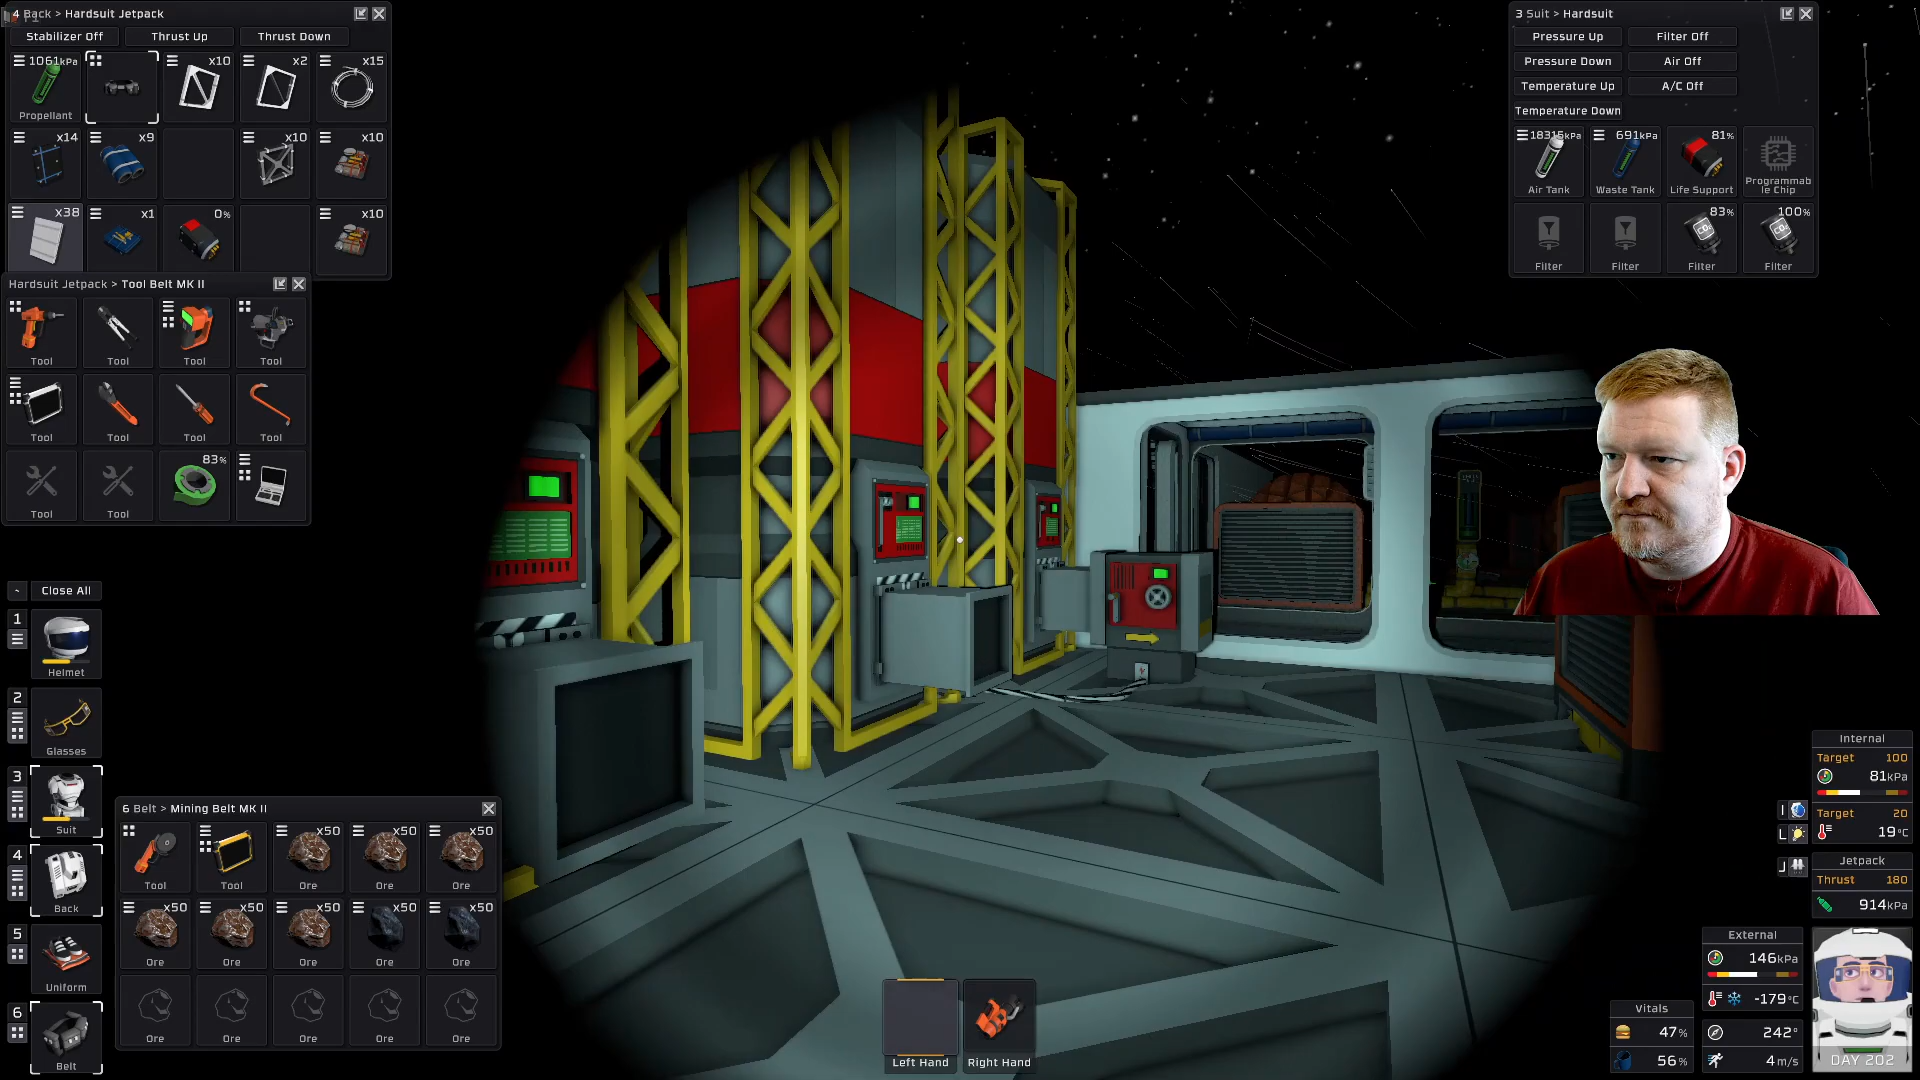 4 Back > Hardsuit Jetpack
Stabilizer Off
Thrust Up
Thrust Down
1061kPa
x10
x2
x15
Propellant
x14
x9
x10
x10
x38
x1
0%
x10
Hardsuit Jetpack > Tool Belt MK II
Tool
Tool
Tool
Tool
Tool
Tool
Tool
Tool
83%
Tool
Tool
3 Suit > Hardsuit
Pressure Up
Filter Off
Pressure Down
Air Off
Temperature Up
A/C Off
Temperature Down
18315kPa
691kPa
81%
Air Tank
Waste Tank
Life Support
Programmab
le Chip
83%
100%
Filter
Filter
Filter
Filter
~
Close All
1
Helmet
2
Glasses
3
Suit
4
Back
5
Uniform
6
Belt
6 Belt > Mining Belt MK II
x50
x50
x50
Tool
Tool
Ore
Ore
Ore
x50
x50
x50
x50
x50
Ore
Ore
Ore
Ore
Ore
Ore
Ore
Ore
Ore
Ore
Left Hand
Right Hand
Internal
Target 100
81kPa
I
Target 20
L
19°C
Jetpack
J
Thrust 180
914kPa
External
146kPa
-179°C
Vitals
47%
242°
56%
4m/s
DAY 202